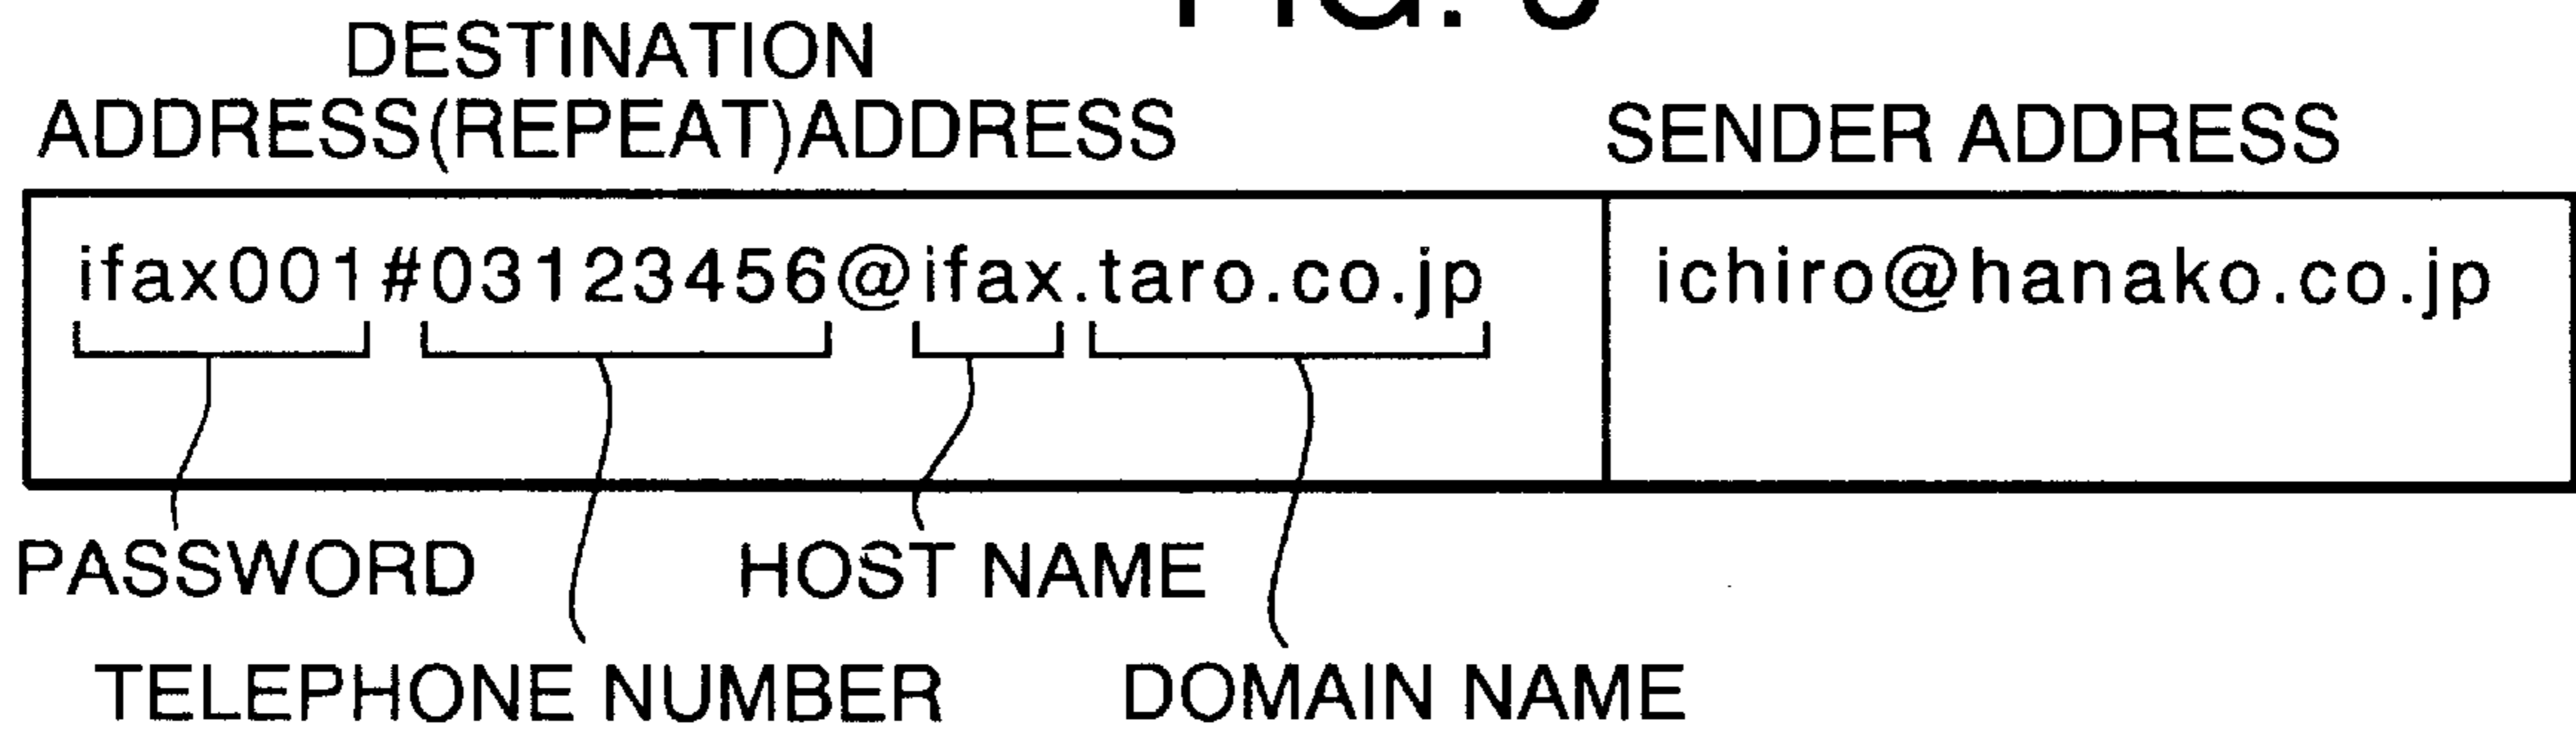 FIG.
DESTINATION
ADDRESS(REPEAT)ADDRESS
SENDER ADDRESS
ifax001#03123456@ifax.taro.co.jp
ichiro@hanako.co.jp
PASSWORD
HOST NAME
TELEPHONE NUMBER
DOMAIN NAME